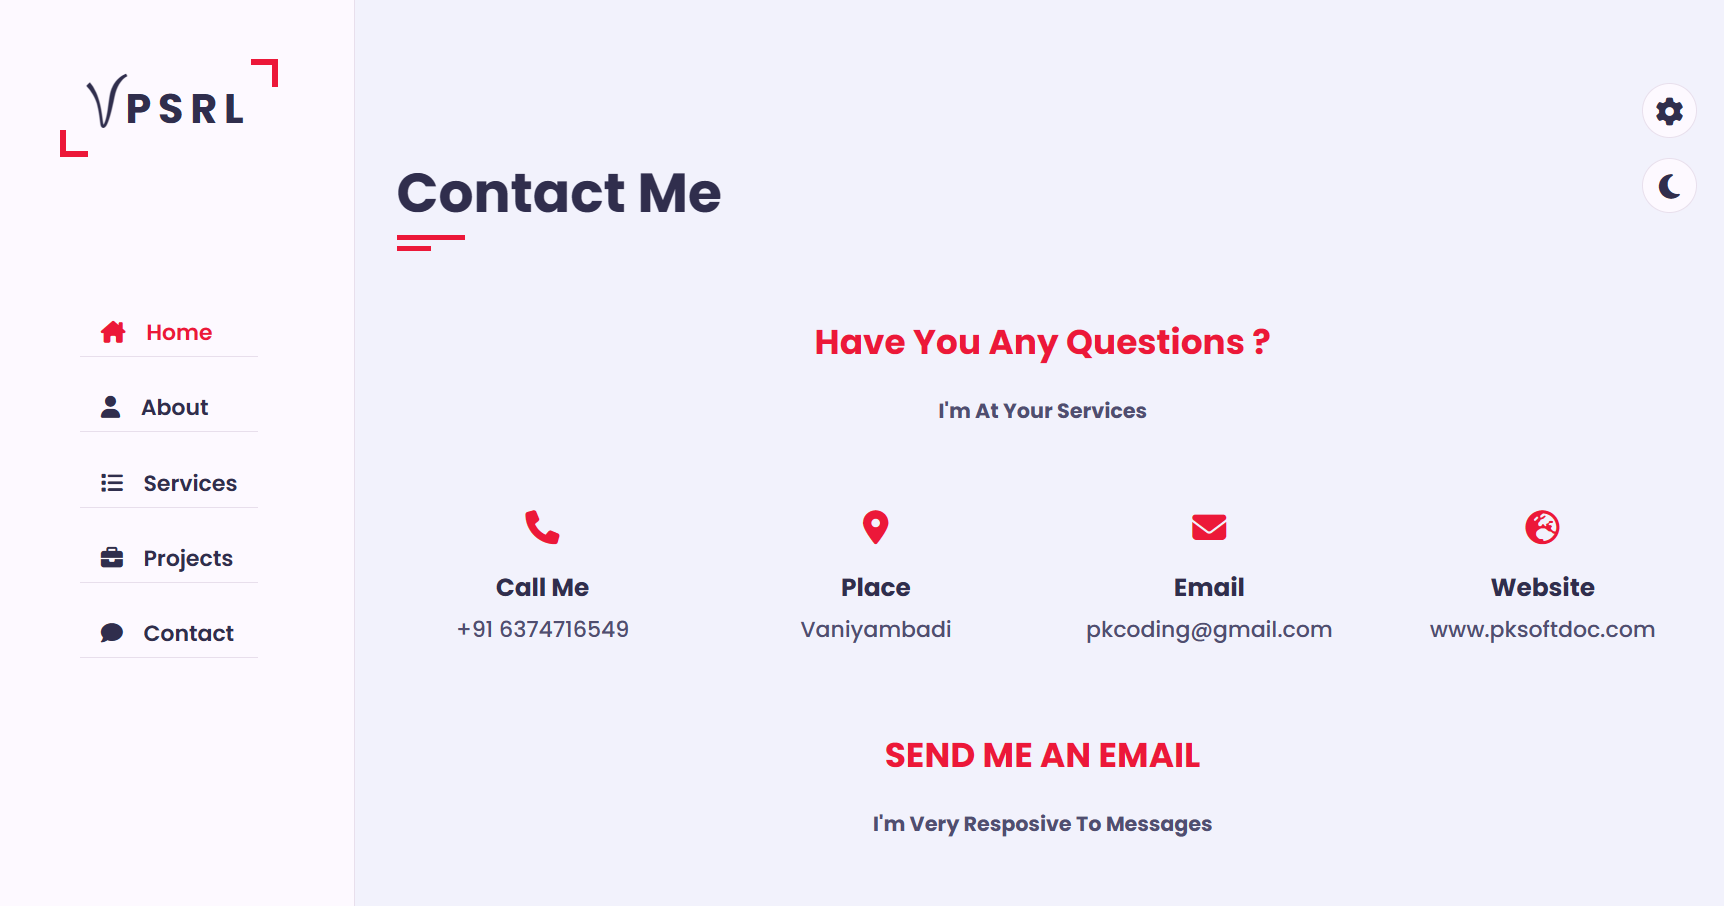 VPSRL
Home
About
Services
Projects
Contact
Contact Me
Have You Any Questions ?
I'm At Your Services
Call Me
+91 6374716549
Place
Vaniyambadi
Email
pkcoding@gmail.com
Website
www.pksoftdoc.com
SEND ME AN EMAIL
I'm Very Resposive To Messages